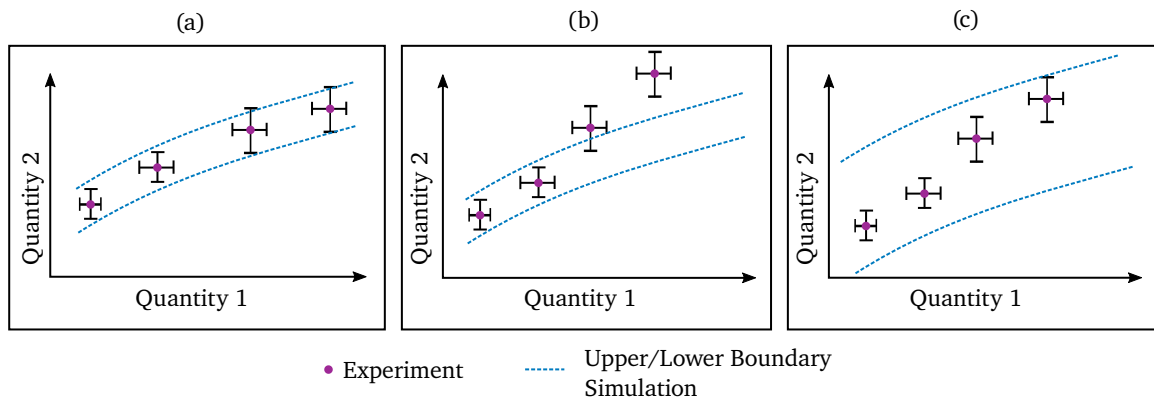 (a)
(b)
(c)
Quantity 2
Quantity 1
Quantity 2
Quantity 1
Quantity 2
Quantity 1
Experiment
Upper/Lower Boundary
Simulation